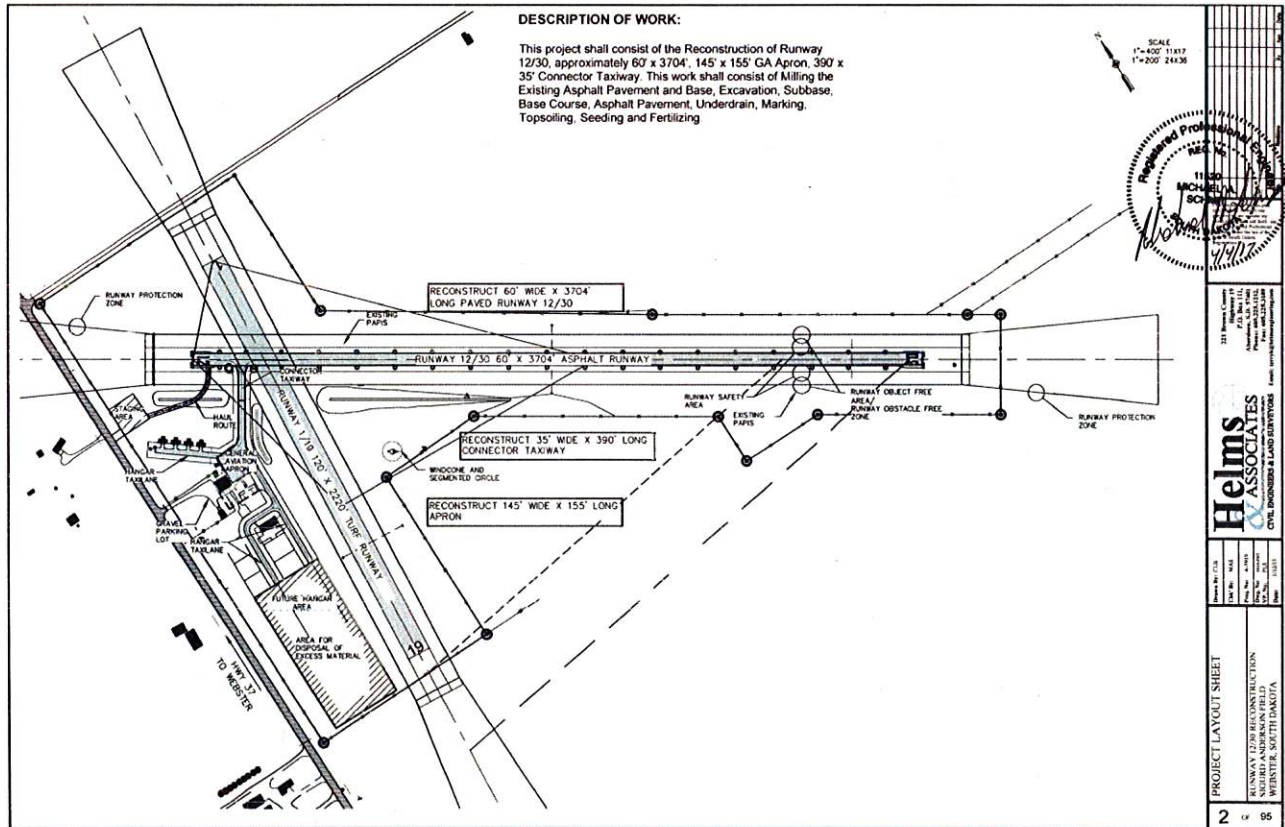 DESCRIPTION OF WORK:
This project shall consist of the Reconstruction of Runway
12/30, approximately 60' x 3704', 145' x 155' GA Apron, 390' x
35' Connector Taxiway. This work shall consist of Milling the
Existing Asphalt Pavement and Base, Excavation, Subbase,
Base Course, Asphalt Pavement, Underdrain, Marking,
Topsoiling, Seeding and Fertilizing
N
SCALE
1"=400' 11X17
1"=200' 24X36
Registered Professional
REG. No.
MICHAEL A.
4/4/17
RUNWAY PROTECTION
ZONE
RECONSTRUCT 60' WIDE X 3704'
LONG PAVED RUNWAY 12/30
EXISTING
PAPIS
RUNWAY 12/30 60' X 3704' ASPHALT RUNWAY
CONNECTOR
TAXIWAY
STAGING
AREA
HAUL
ROUTE
RUNWAY SAFETY
AREA
EXISTING
PAPIS
RUNWAY OBJECT FREE
AREA/
RUNWAY OBSTACLE FREE
ZONE
RUNWAY PROTECTION
ZONE
RECONSTRUCT 35' WIDE X 390' LONG
CONNECTOR TAXIWAY
WINDCONE AND
SEGMENTED CIRCLE
RECONSTRUCT 145' WIDE X 155' LONG
APRON
GENERAL
AVIATION
APRON
HANGAR
TAXILANE
GRAVEL
PARKING
LOT
HANGAR
TAXILANE
RUNWAY 1/19 120' X 2220' TURF RUNWAY
FUTURE HANGAR
AREA
AREA FOR
DISPOSAL OF
EXCESS MATERIAL
19
HWY 37
TO WEBSTER
Helms
& ASSOCIATES
CIVIL ENGINEERS & LAND SURVEYORS
PROJECT LAYOUT SHEET
RUNWAY 12/30 RECONSTRUCTION
SIGURD ANDERSON FIELD
WEBSTER, SOUTH DAKOTA
2 OF 95